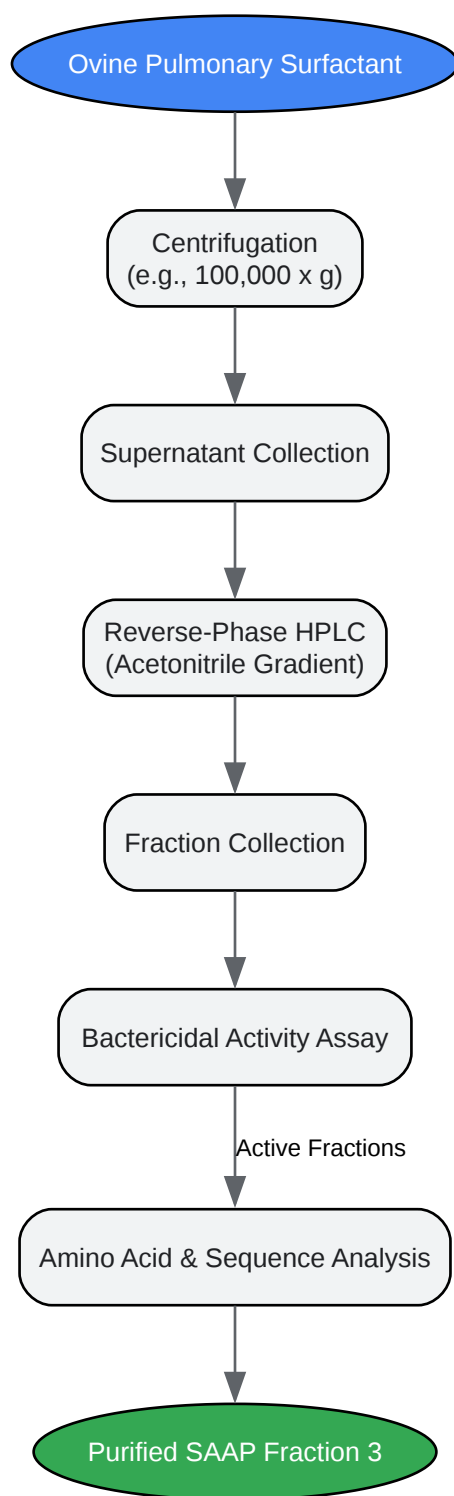 Ovine Pulmonary Surfactant
Centrifugation
(e.g., 100,000 x g)
Supernatant Collection
Reverse-Phase HPLC
(Acetonitrile Gradient)
Fraction Collection
Bactericidal Activity Assay
Active Fractions
Amino Acid & Sequence Analysis
Purified SAAP Fraction 3